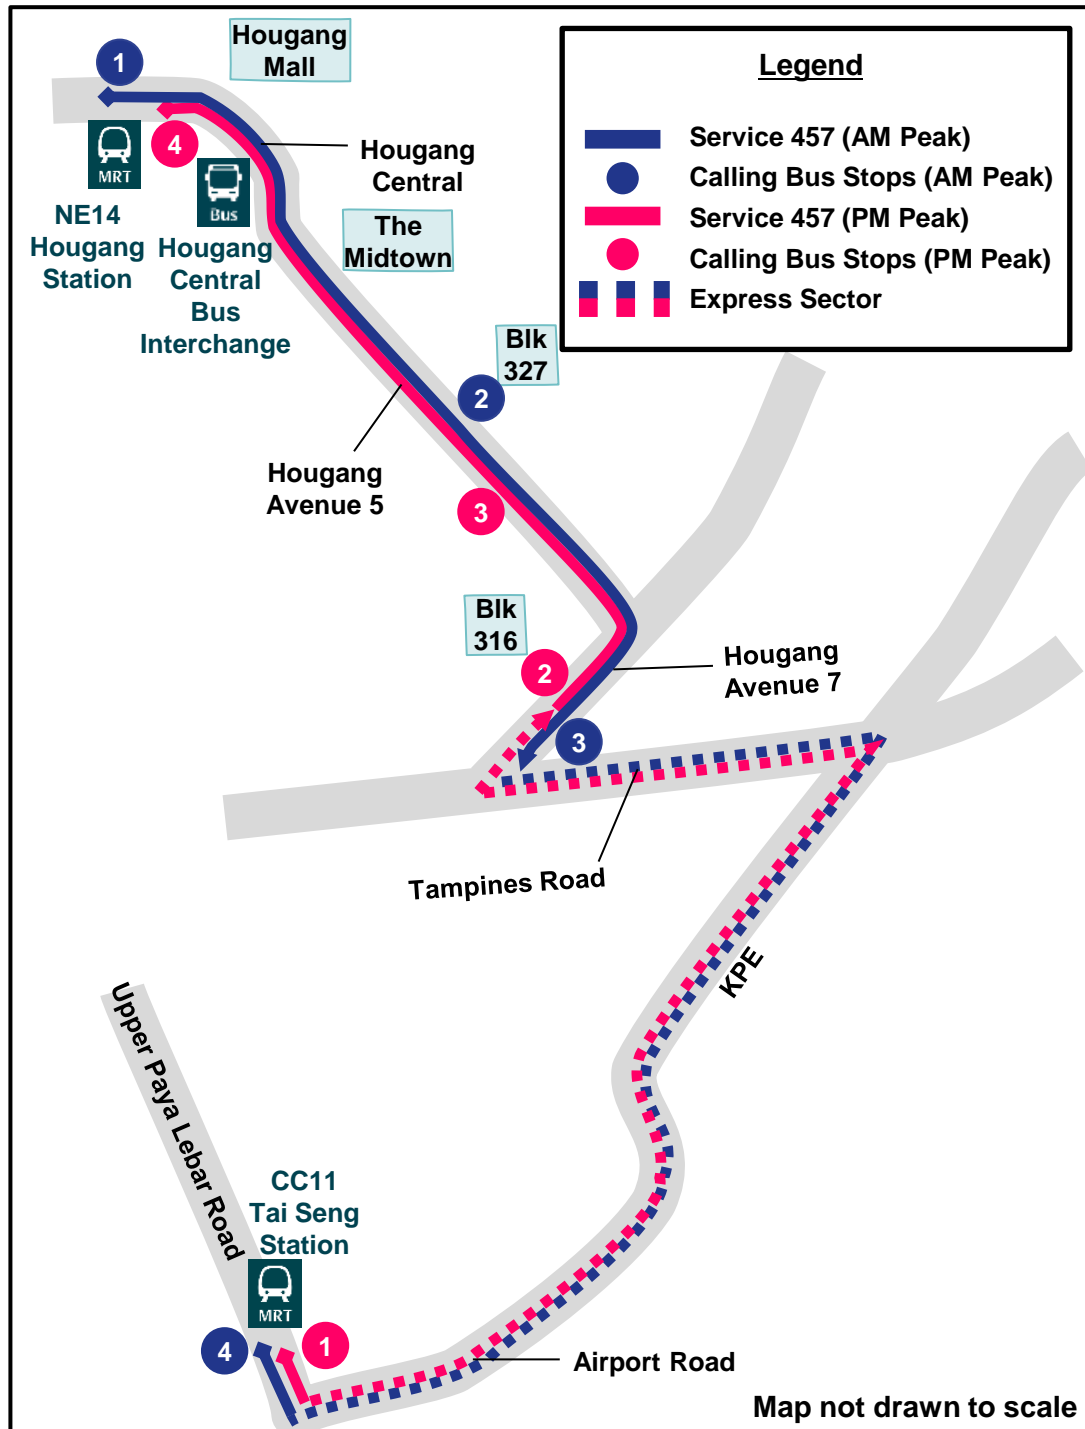 Hougang
Mall
1
Legend
Service 457 (AM Peak)
Calling Bus Stops (AM Peak)
Service 457 (PM Peak)
Calling Bus Stops (PM Peak)
Express Sector
4
MRT
Bus
Hougang
Central
NE14
Hougang
Station
Hougang
Central
Bus
Interchange
The
Midtown
Blk
327
2
Hougang
Avenue 5
3
Blk
316
2
Hougang
Avenue 7
3
Tampines Road
KPE
Upper Paya Lebar Road
CC11
Tai Seng
Station
MRT
4
1
Airport Road
Map not drawn to scale